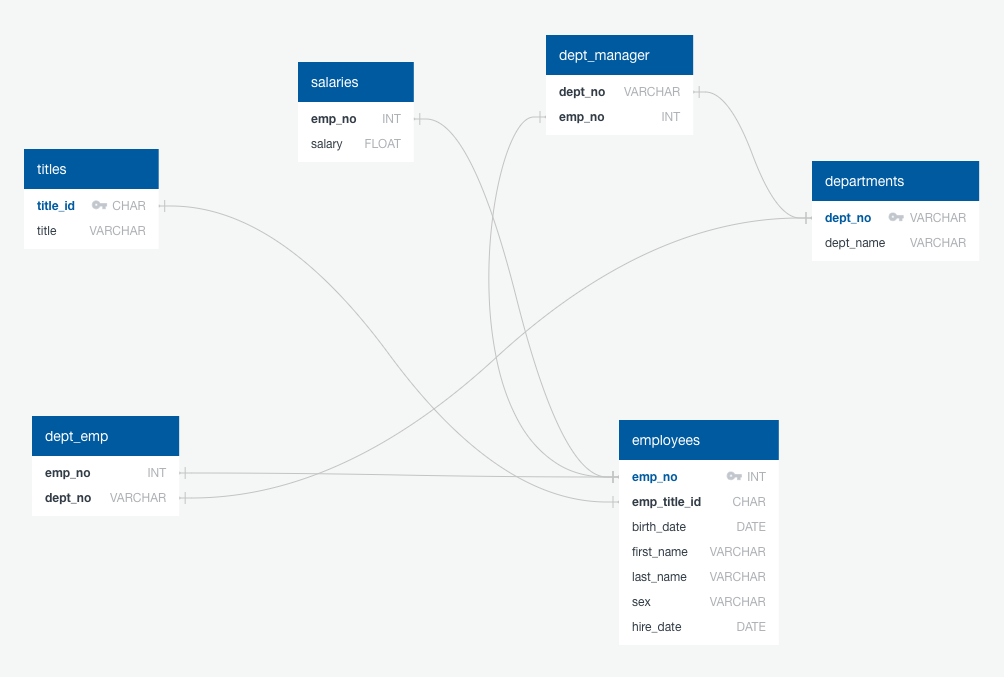 dept_manager
dept_no VARCHAR
emp_no INT
salaries
emp_no INT
salary FLOAT
titles
title_id CHAR
title VARCHAR
departments
dept_no VARCHAR
dept_name VARCHAR
dept_emp
emp_no INT
dept_no VARCHAR
employees
emp_no INT
emp_title_id CHAR
birth_date DATE
first_name VARCHAR
last_name VARCHAR
sex VARCHAR
hire_date DATE